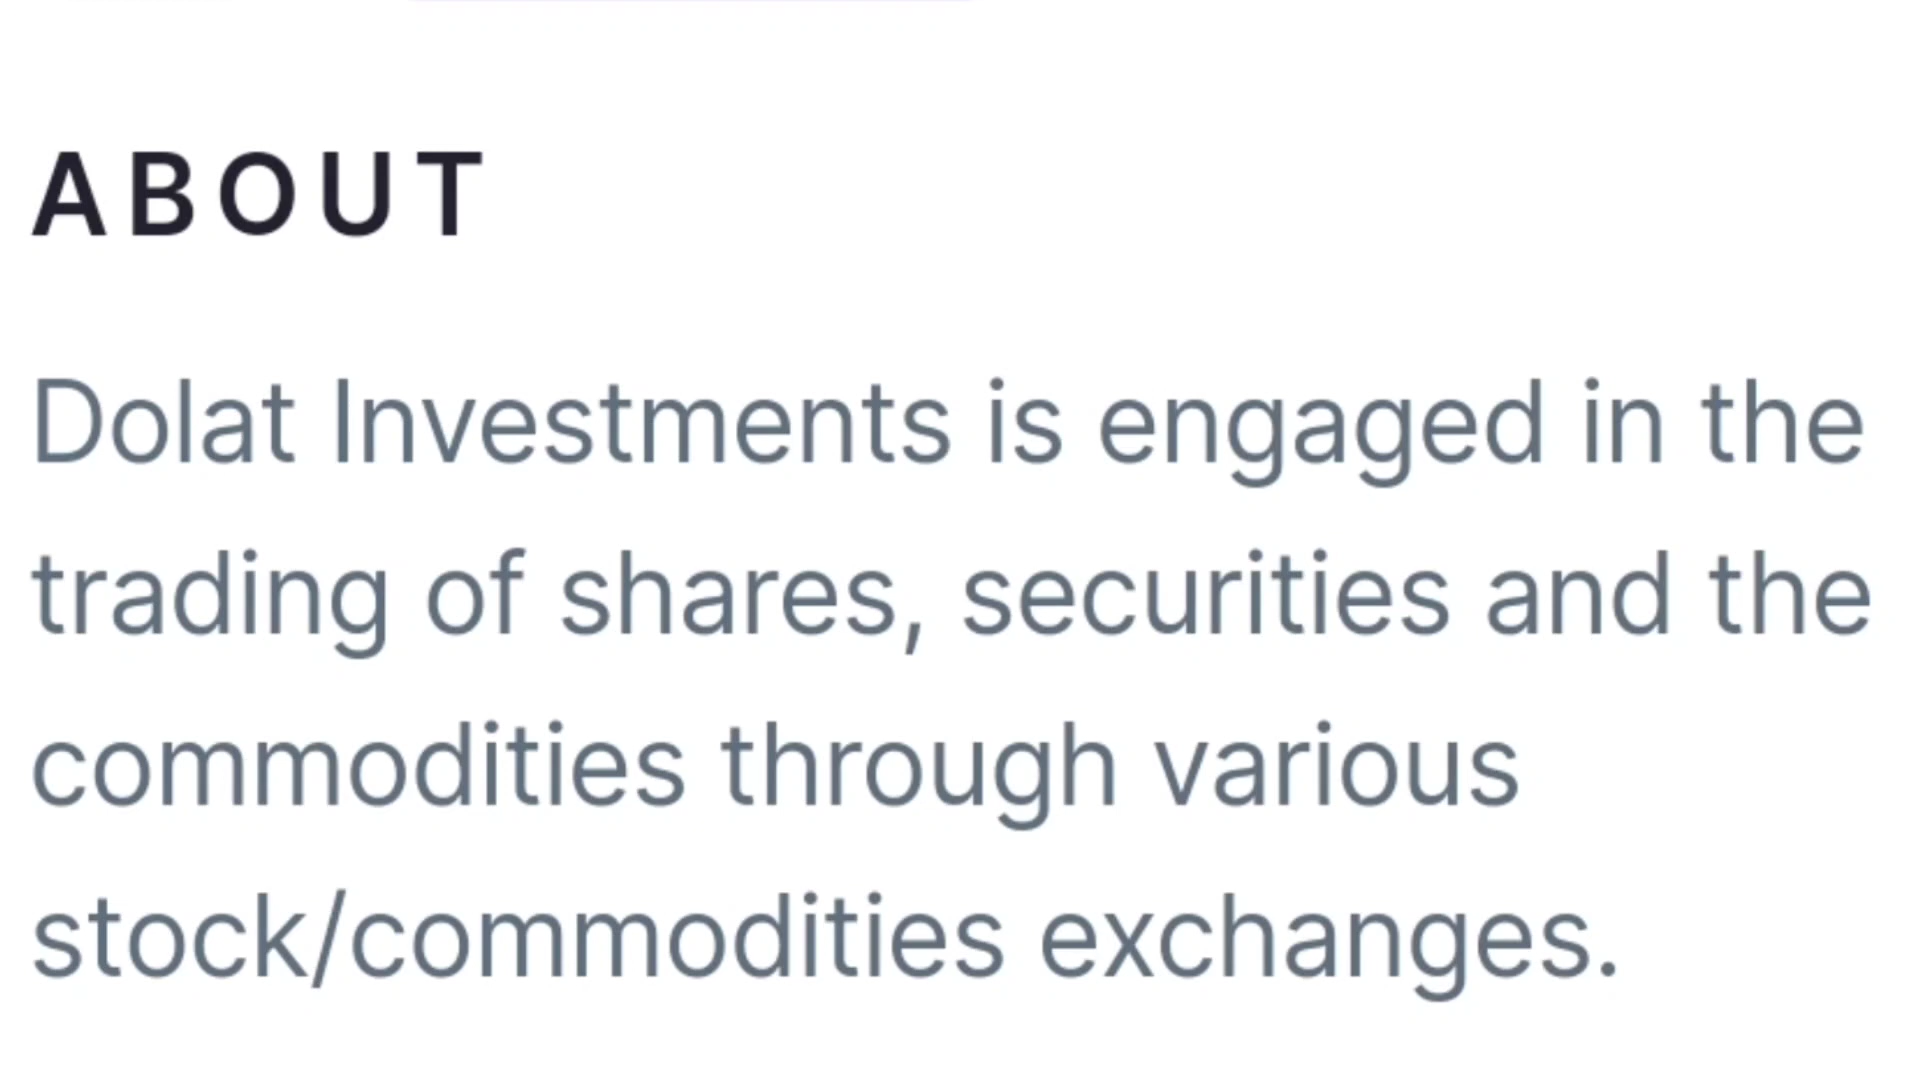 ABOUT
Dolat Investments is engaged in the
trading of shares, securities and the
commodities through various
stock/commodities exchanges.